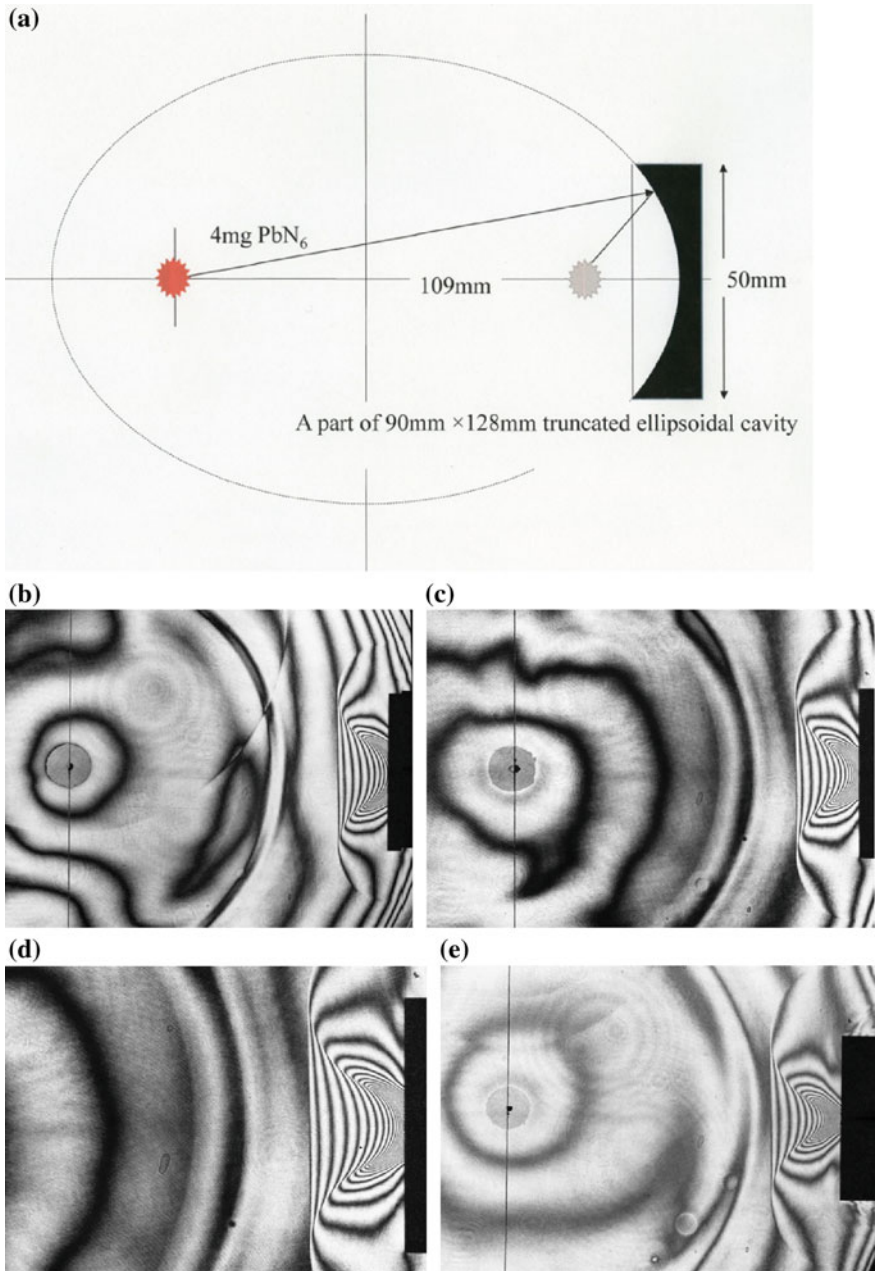 (a)
4mg PbN₆
109mm
50mm
A part of 90mm ×128mm truncated ellipsoidal cavity
(b)
(c)
(d)
(e)